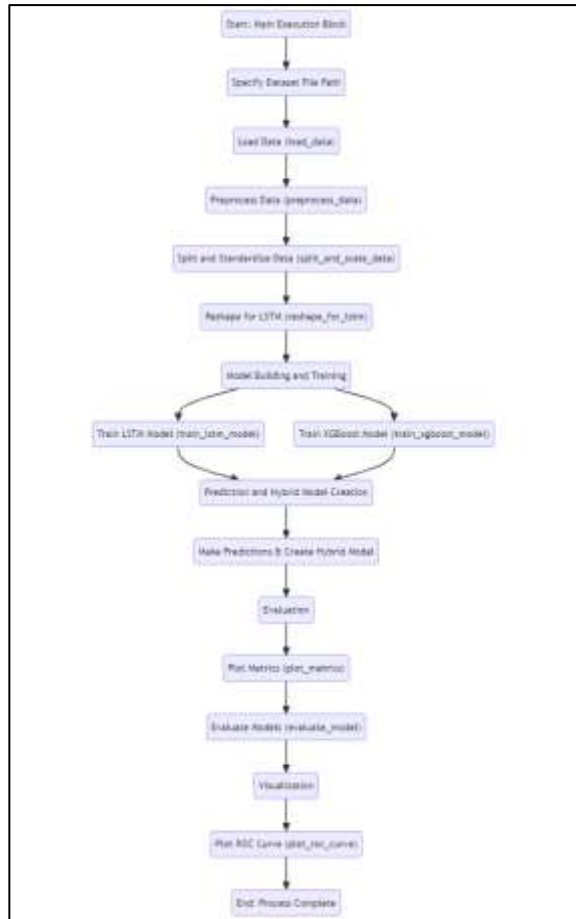 Start: Main Execution Block
Specify Dataset File Path
Load Data (load_data)
Preprocess Data (preprocess_data)
Split and Standardize Data (split_and_scale_data)
Reshape for LSTM (reshape_for_lstm)
Model Building and Training
Train LSTM Model (train_lstm_model)
Train XGBoost Model (train_xgboost_model)
Prediction and Hybrid Model Creation
Make Predictions & Create Hybrid Model
Evaluation
Plot Metrics (plot_metrics)
Evaluate Models (evaluate_model)
Visualization
Plot ROC Curve (plot_roc_curve)
End: Process Complete